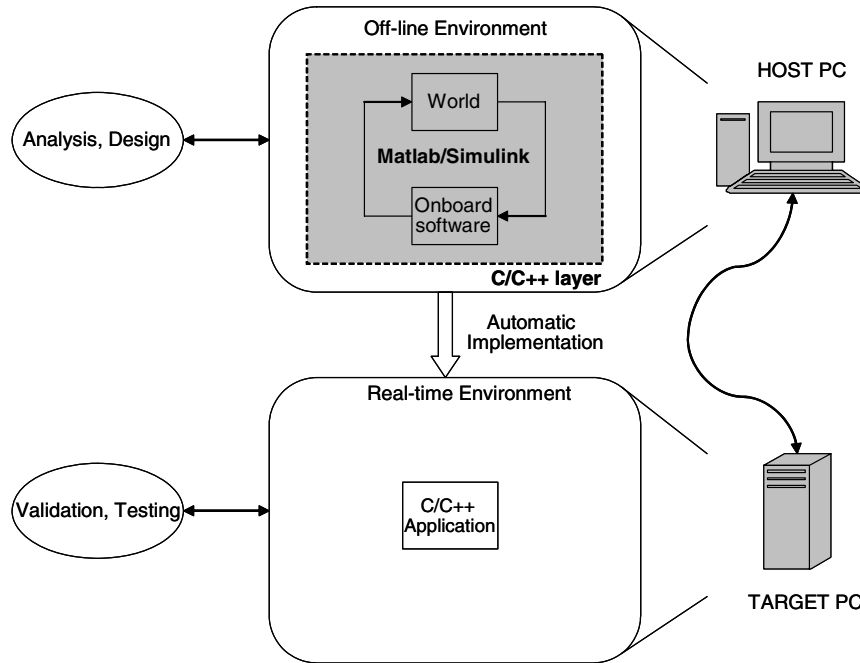 Off-line Environment
HOST PC
World
Analysis, Design
Matlab/Simulink
Onboard
software
C/C++ layer
Automatic
Implementation
Real-time Environment
C/C++
Application
Validation, Testing
TARGET PC